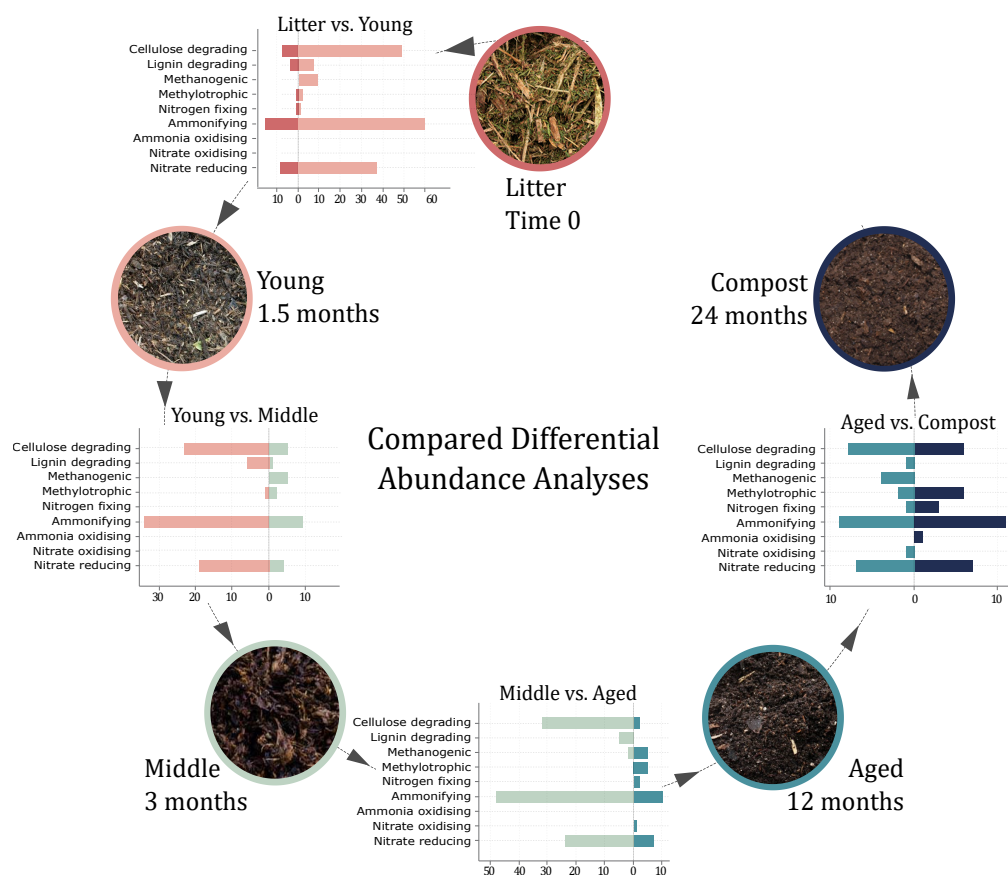 Litter vs. Young
Cellulose degrading
Lignin degrading
Methanogenic
Methylotrophic
Nitrogen fixing
Ammonifying
Ammonia oxidising
Nitrate oxidising
Nitrate reducing
10 0 10 20 30 40 50 60
Litter
Time 0
Young
1.5 months
Compost
24 months
Young vs. Middle
Cellulose degrading
Lignin degrading
Methanogenic
Methylotrophic
Nitrogen fixing
Ammonifying
Ammonia oxidising
Nitrate oxidising
Nitrate reducing
30 20 10 0 10
Compared Differential
Abundance Analyses
Aged vs. Compost
Cellulose degrading
Lignin degrading
Methanogenic
Methylotrophic
Nitrogen fixing
Ammonifying
Ammonia oxidising
Nitrate oxidising
Nitrate reducing
10 0 10
Middle
3 months
Middle vs. Aged
Cellulose degrading
Lignin degrading
Methanogenic
Methylotrophic
Nitrogen fixing
Ammonifying
Ammonia oxidising
Nitrate oxidising
Nitrate reducing
50 40 30 20 10 0 10
Aged
12 months